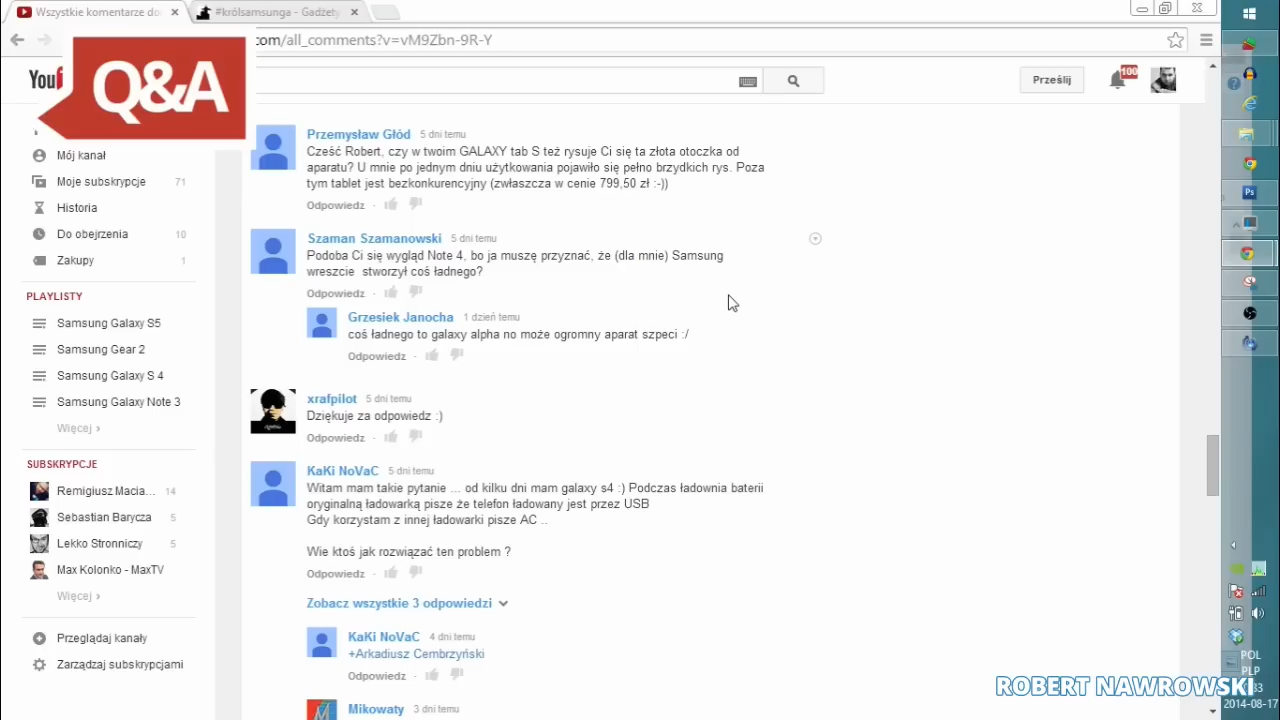 Wszystkie komentarze do
#królsamsunga - Gadżety
com/all_comments?v=vM9Zbn-9R-Y
You
Q&A
Prześlij
100
Mój kanał
Moje subskrypcje 71
Historia
Do obejrzenia 10
Zakupy 1
PLAYLISTY
Samsung Galaxy S5
Samsung Gear 2
Samsung Galaxy S 4
Samsung Galaxy Note 3
Więcej ›
SUBSKRYPCJE
Remigiusz Macia... 14
Sebastian Barycza 5
Lekko Stronniczy 5
Max Kolonko - MaxTV
Więcej ›
Przeglądaj kanały
Zarządzaj subskrypcjami
Przemysław Głód 5 dni temu
Cześć Robert, czy w twoim GALAXY tab S też rysuje Ci się ta złota otoczka od
aparatu? U mnie po jednym dniu użytkowania pojawiło się pełno brzydkich rys. Poza
tym tablet jest bezkonkurencyjny (zwłaszcza w cenie 799,50 zł :-))
Odpowiedz ·
Szaman Szamanowski 5 dni temu
Podoba Ci się wygląd Note 4, bo ja muszę przyznać, że (dla mnie) Samsung
wreszcie stworzył coś ładnego?
Odpowiedz ·
Grzesiek Janocha 1 dzień temu
coś ładnego to galaxy alpha no może ogromny aparat szpeci :/
Odpowiedz ·
xrafpilot 5 dni temu
Dziękuje za odpowiedz :)
Odpowiedz ·
KaKi NoVaC 5 dni temu
Witam mam takie pytanie ... od kilku dni mam galaxy s4 :) Podczas ładownia baterii
oryginalną ładowarką pisze że telefon ładowany jest przez USB
Gdy korzystam z innej ładowarki pisze AC ..
Wie ktoś jak rozwiązać ten problem ?
Odpowiedz ·
Zobacz wszystkie 3 odpowiedzi
KaKi NoVaC 4 dni temu
+Arkadiusz Cembrzyński
Odpowiedz ·
Mikowaty 3 dni temu
POL
PLP
ROBERT NAWROWSKI
2014-08-17